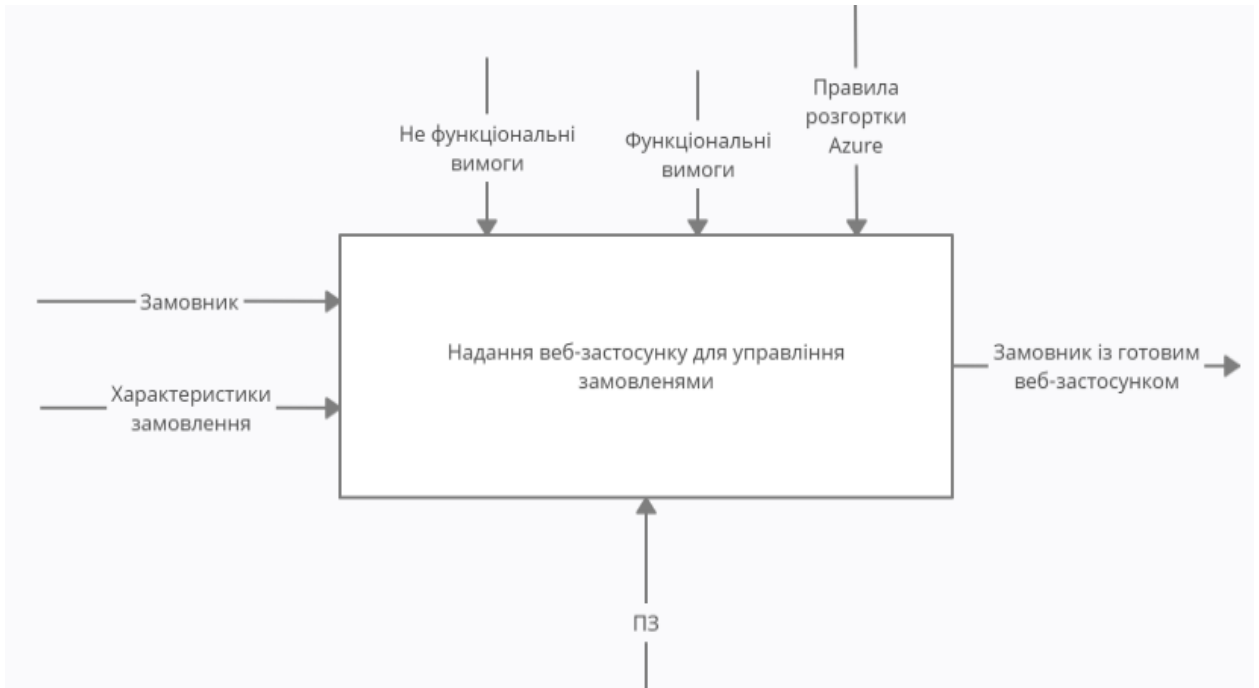 Правила
розгортки
Azure
Не функціональні
вимоги
Функціональні
вимоги
Замовник
Характеристики
замовлення
Надання веб-застосунку для управління
замовленями
Замовник із готовим
веб-застосунком
ПЗ